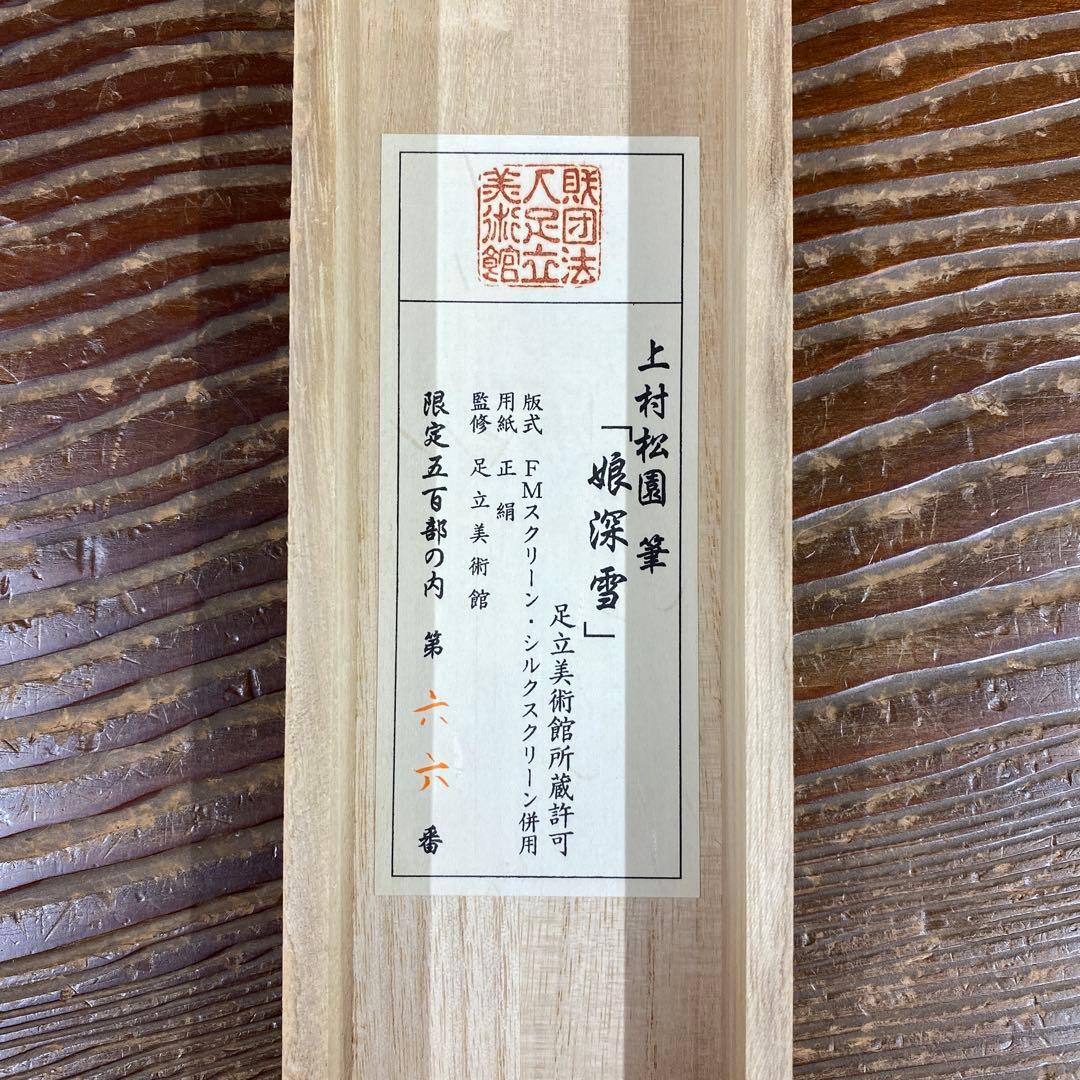 財団法
人足立
美術館
上村松園 筆
「娘深雪」
足立美術館所蔵許可
版式 FMスクリーン・シルクスクリーン併用
用紙 正絹
監修 足立美術館
限定五百部の内 第 六六 番